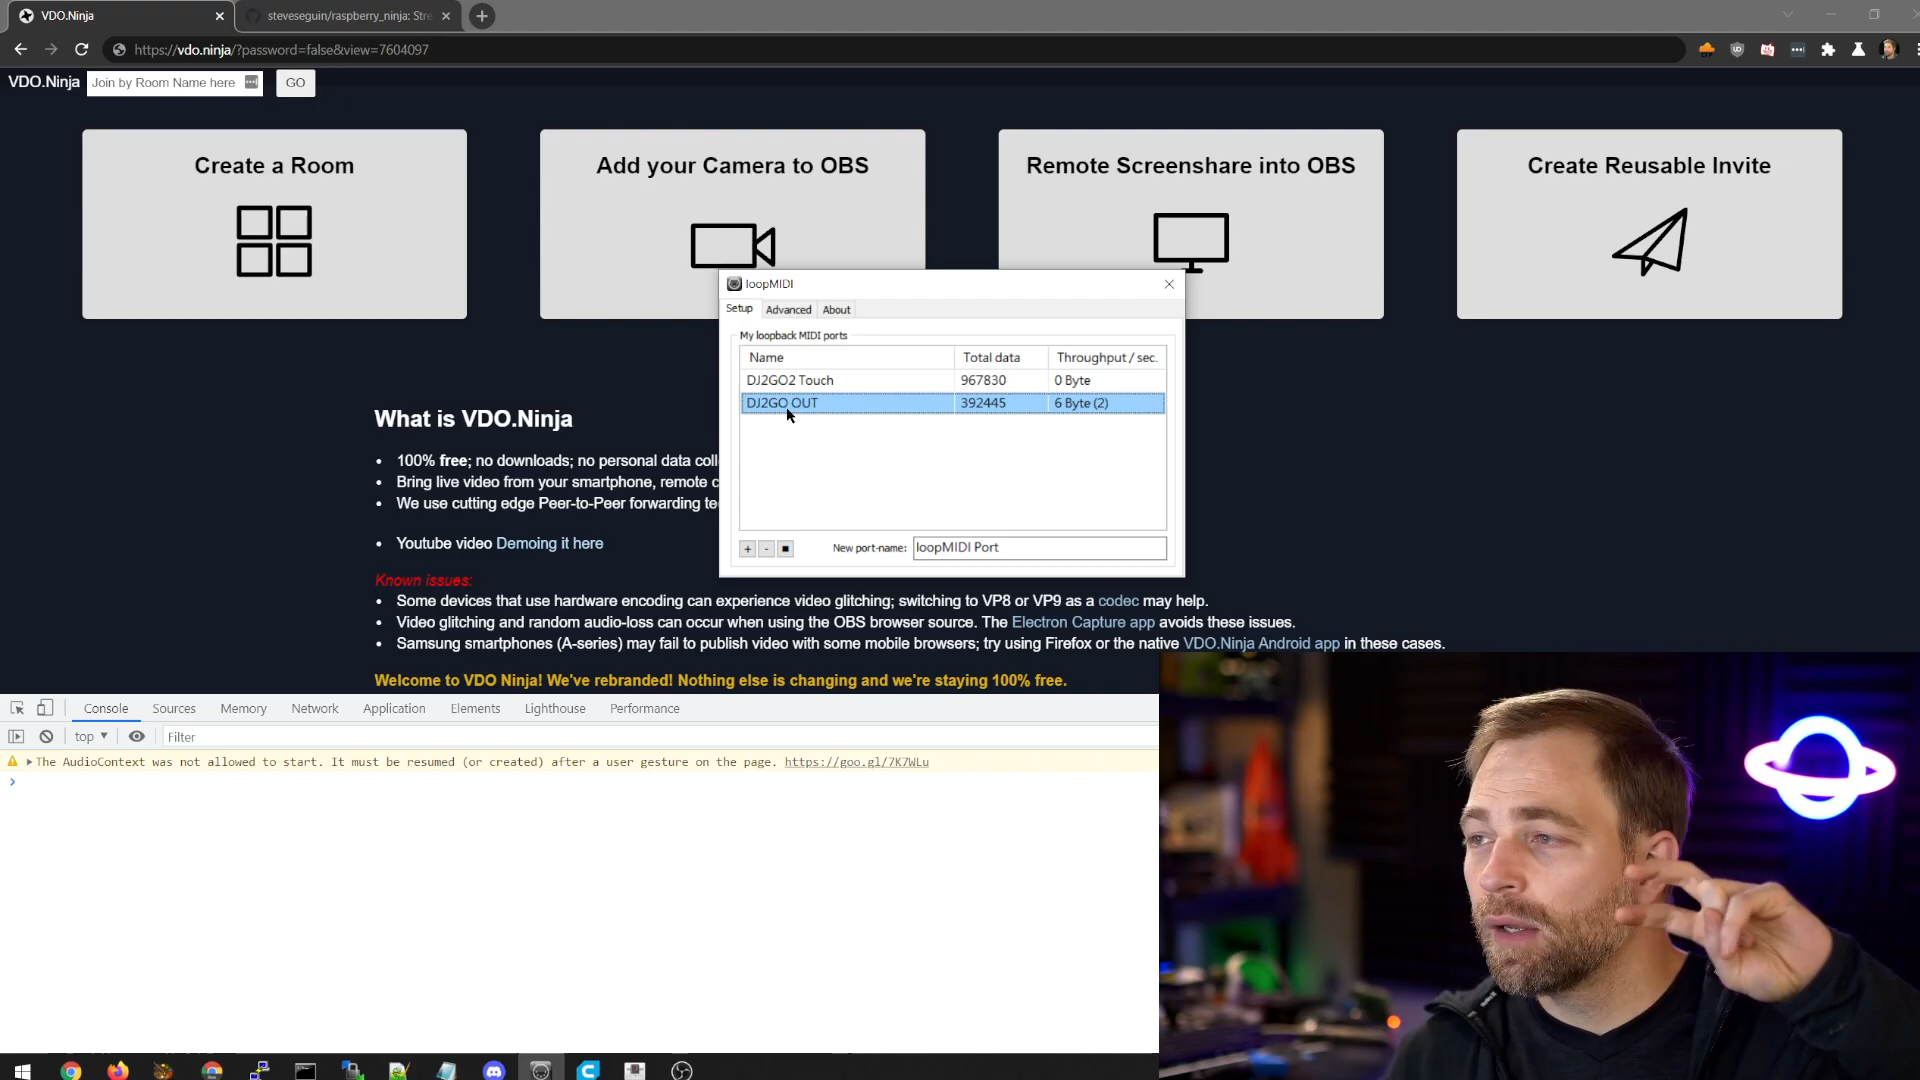 VDO.Ninja
steveseguin/raspberry_ninja: Stre
https://vdo.ninja/?password=false&view=7604097
VDO.Ninja
Join by Room Name here
GO
Create a Room
Add your Camera to OBS
Remote Screenshare into OBS
Create Reusable Invite
loopMIDI
Setup
Advanced
About
My loopback MIDI ports
Name Total data Throughput / sec.
DJ2GO2 Touch 967830 0 Byte
DJ2GO OUT 392445 6 Byte (2)
+ - New port-name: loopMIDI Port
What is VDO.Ninja
100% free; no downloads; no personal data coll
Bring live video from your smartphone, remote c
We use cutting edge Peer-to-Peer forwarding te
Youtube video Demoing it here
Known issues:
Some devices that use hardware encoding can experience video glitching; switching to VP8 or VP9 as a codec may help.
Video glitching and random audio-loss can occur when using the OBS browser source. The Electron Capture app avoids these issues.
Samsung smartphones (A-series) may fail to publish video with some mobile browsers; try using Firefox or the native VDO.Ninja Android app in these cases.
Welcome to VDO Ninja! We've rebranded! Nothing else is changing and we're staying 100% free.
Console Sources Memory Network Application Elements Lighthouse Performance
top Filter
The AudioContext was not allowed to start. It must be resumed (or created) after a user gesture on the page. https://goo.gl/7K7WLu